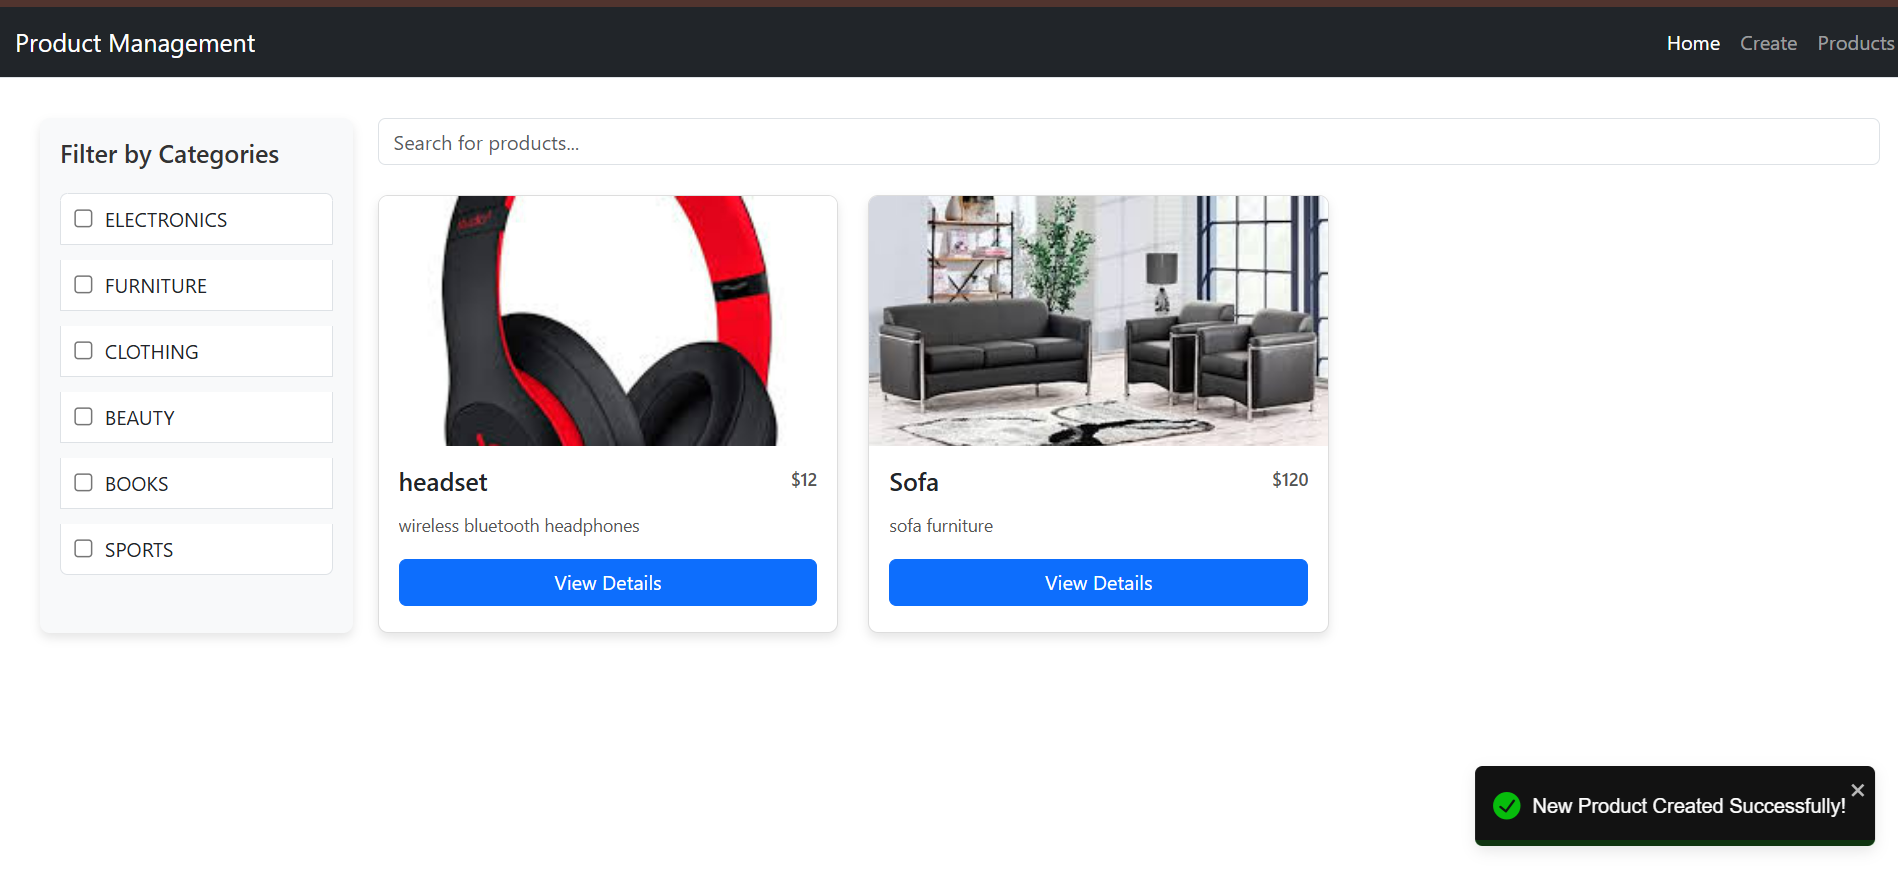 Product Management
Home Create Products
Filter by Categories
ELECTRONICS
FURNITURE
CLOTHING
BEAUTY
BOOKS
SPORTS
Search for products...
headset $12
wireless bluetooth headphones
View Details
Sofa $120
sofa furniture
View Details
New Product Created Successfully!